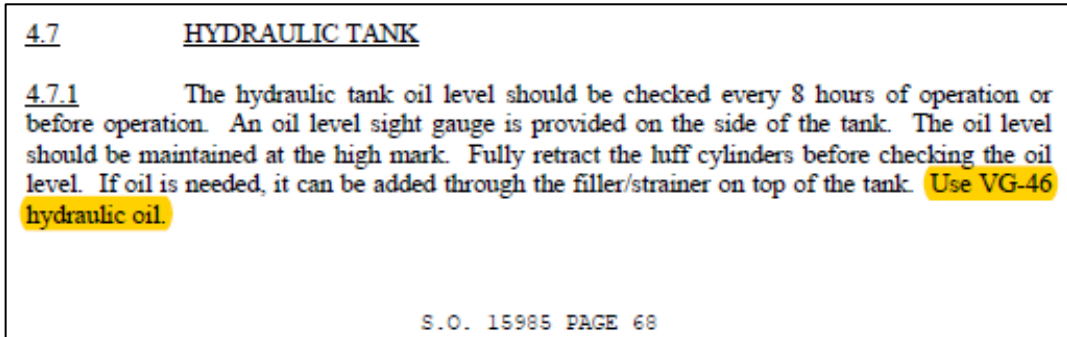 4.7 HYDRAULIC TANK
4.7.1 The hydraulic tank oil level should be checked every 8 hours of operation or
before operation. An oil level sight gauge is provided on the side of the tank. The oil level
should be maintained at the high mark. Fully retract the luff cylinders before checking the oil
level. If oil is needed, it can be added through the filler/strainer on top of the tank. Use VG-46
hydraulic oil.
S.O. 15985 PAGE 68